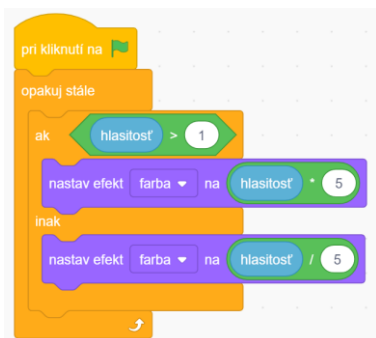 pri kliknutí na
opakuj stále
ak hlasitosť > 1
nastav efekt farba na hlasitosť * 5
inak
nastav efekt farba na hlasitosť / 5